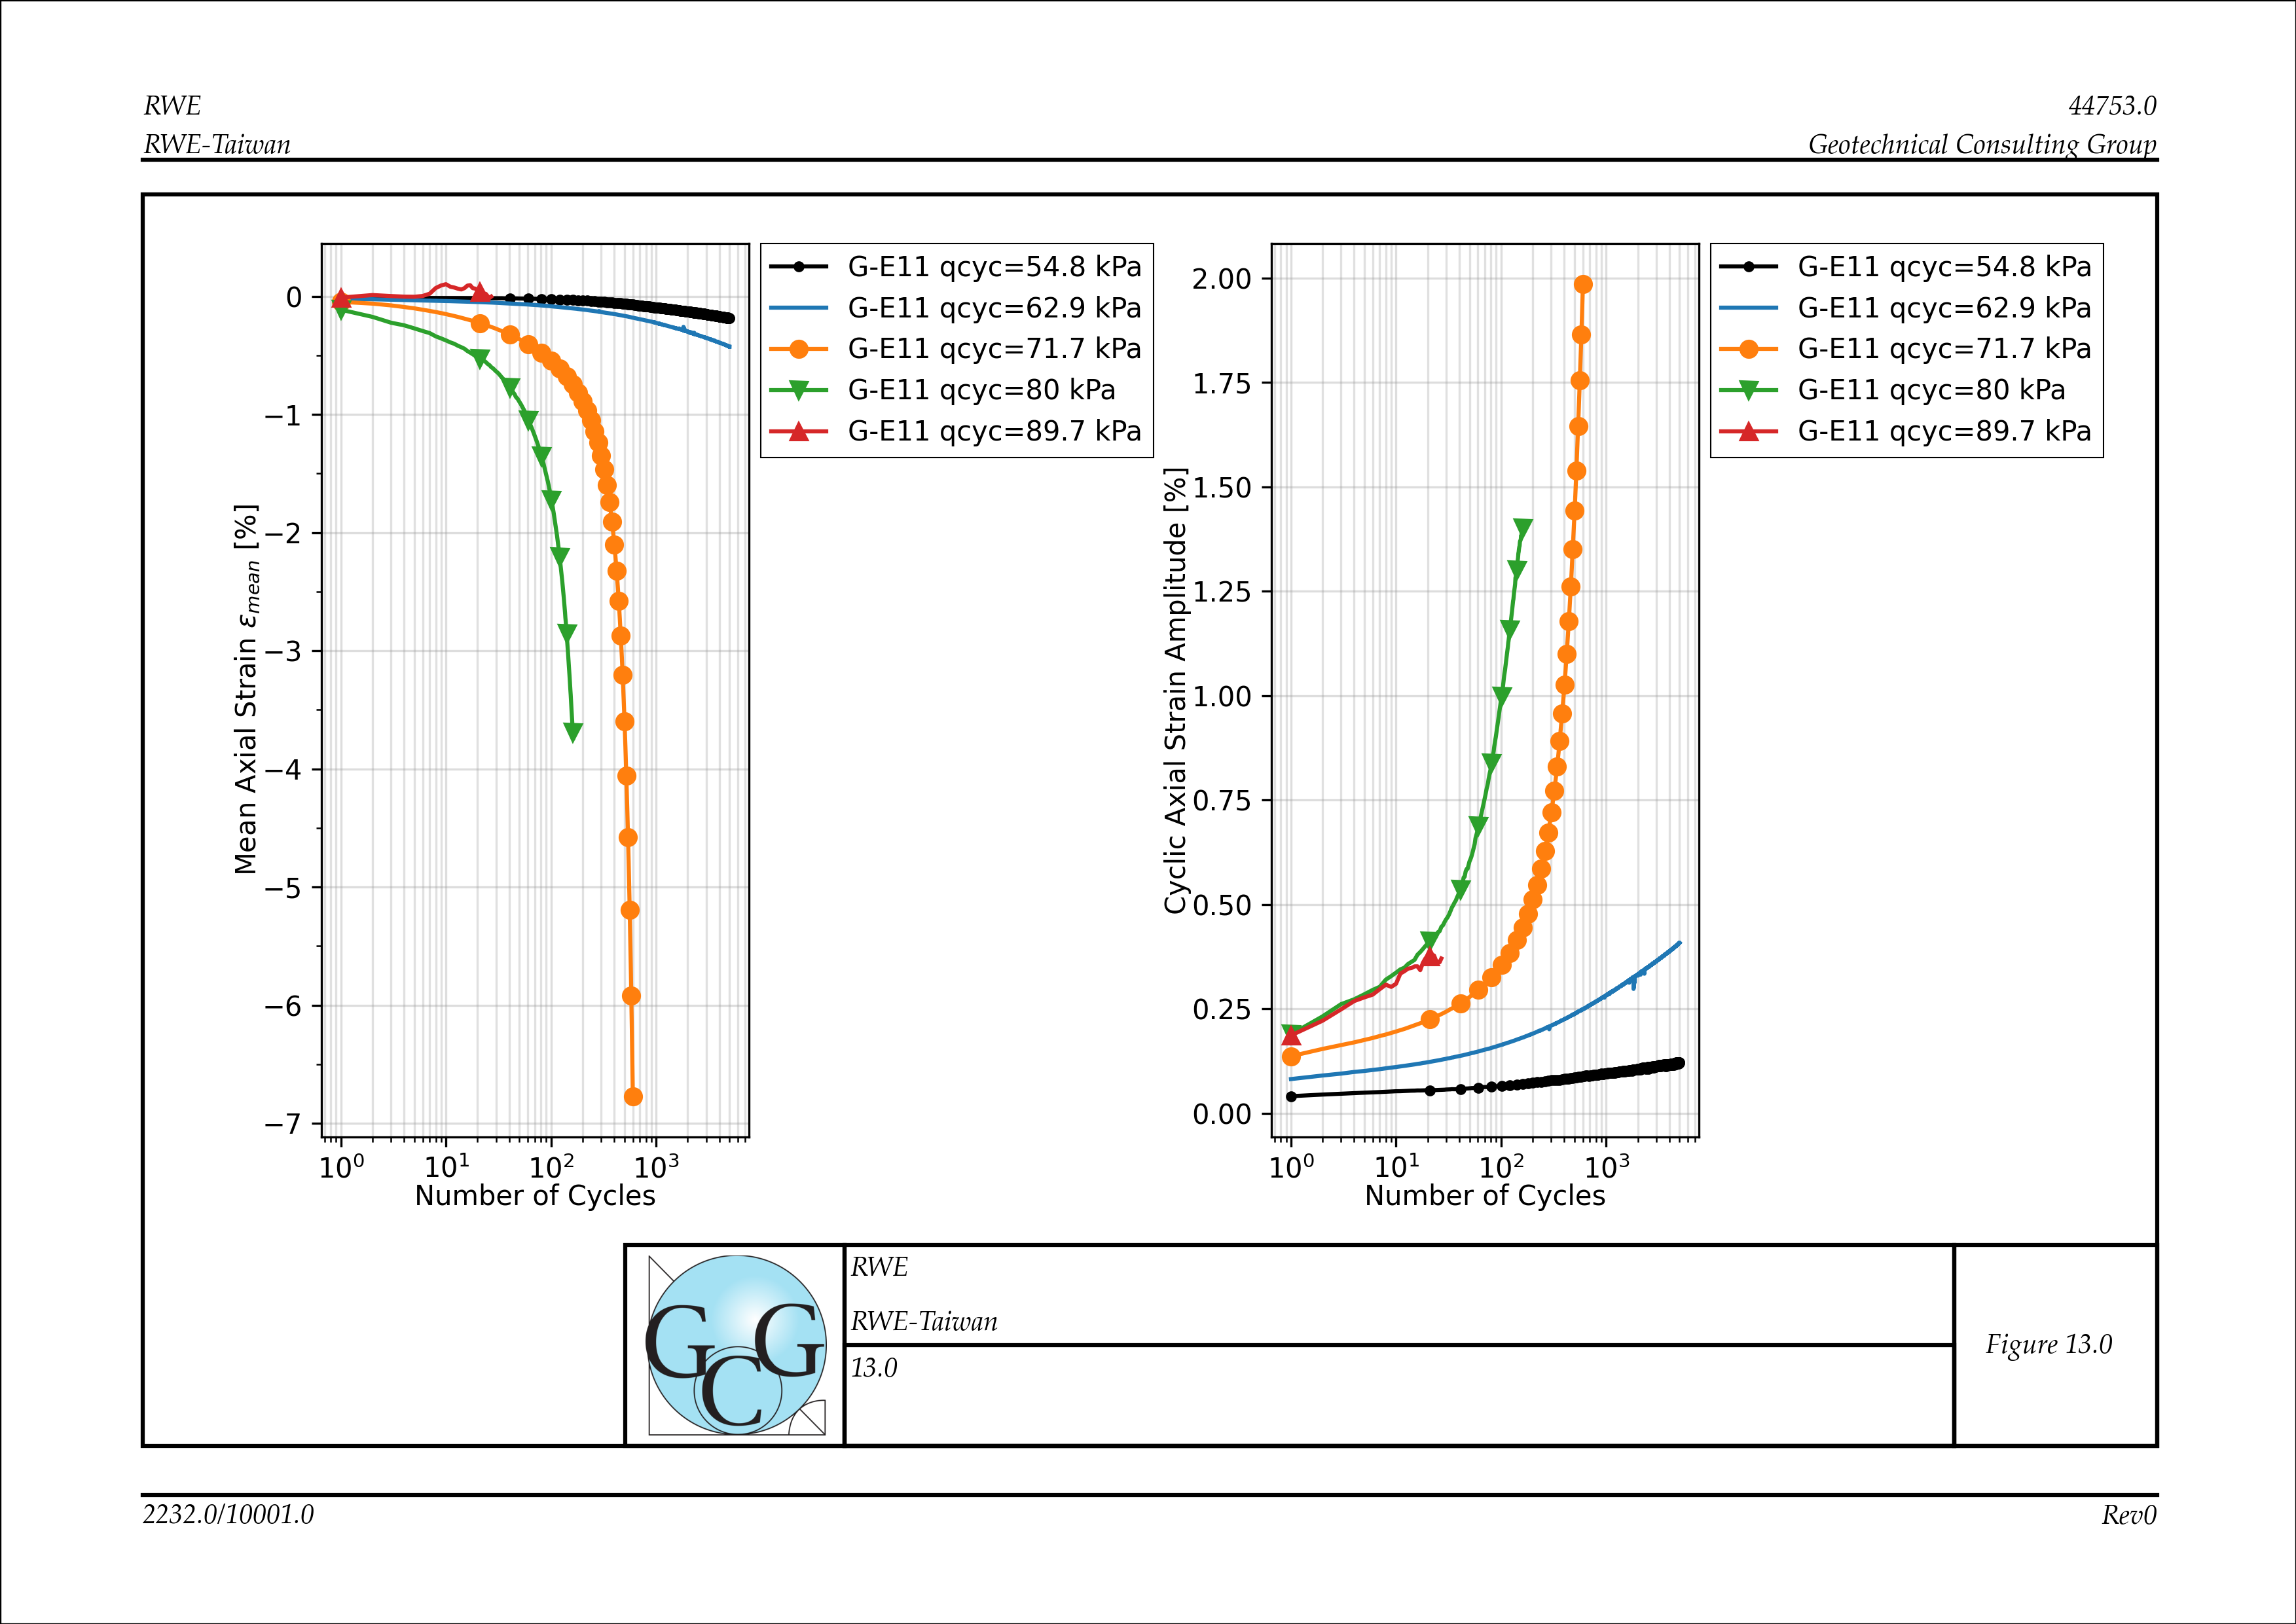 RWE
44753.0
RWE-Taiwan
Geotechnical Consulting Group
0
−1
−2
−3
−4
−5
−6
−7
Mean Axial Strain εmean [%]
10⁰ 10¹ 10² 10³
Number of Cycles
G-E11 qcyc=54.8 kPa
G-E11 qcyc=62.9 kPa
G-E11 qcyc=71.7 kPa
G-E11 qcyc=80 kPa
G-E11 qcyc=89.7 kPa
2.00
1.75
1.50
1.25
1.00
0.75
0.50
0.25
0.00
Cyclic Axial Strain Amplitude [%]
10⁰ 10¹ 10² 10³
Number of Cycles
G-E11 qcyc=54.8 kPa
G-E11 qcyc=62.9 kPa
G-E11 qcyc=71.7 kPa
G-E11 qcyc=80 kPa
G-E11 qcyc=89.7 kPa
GCG
RWE
RWE-Taiwan
13.0
Figure 13.0
2232.0/10001.0
Rev0